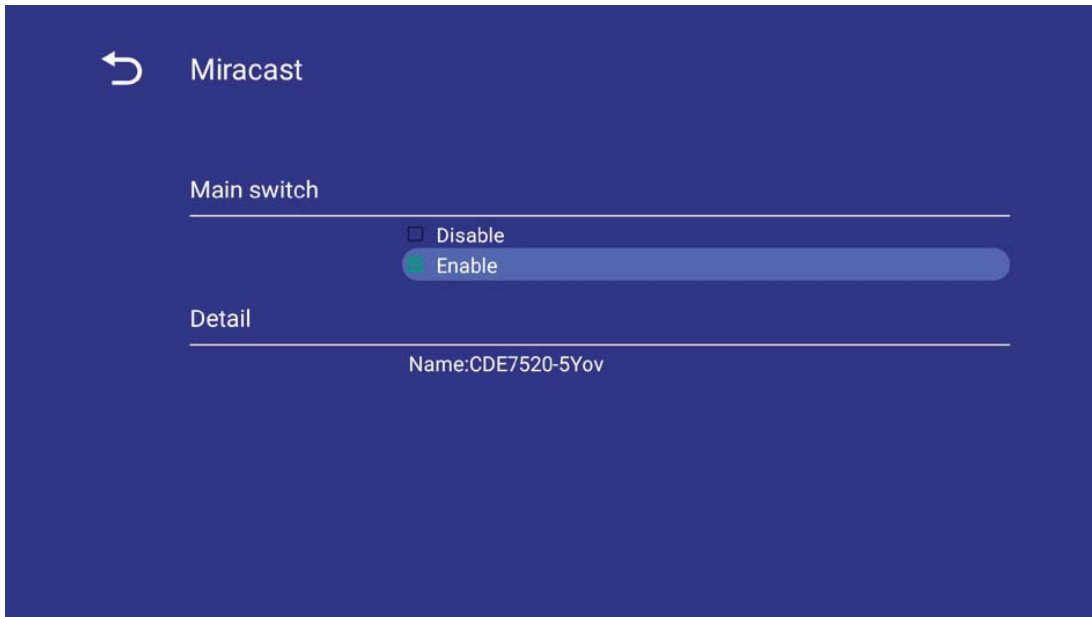 Miracast
Main switch
Disable
Enable
Detail
Name:CDE7520-5Yov